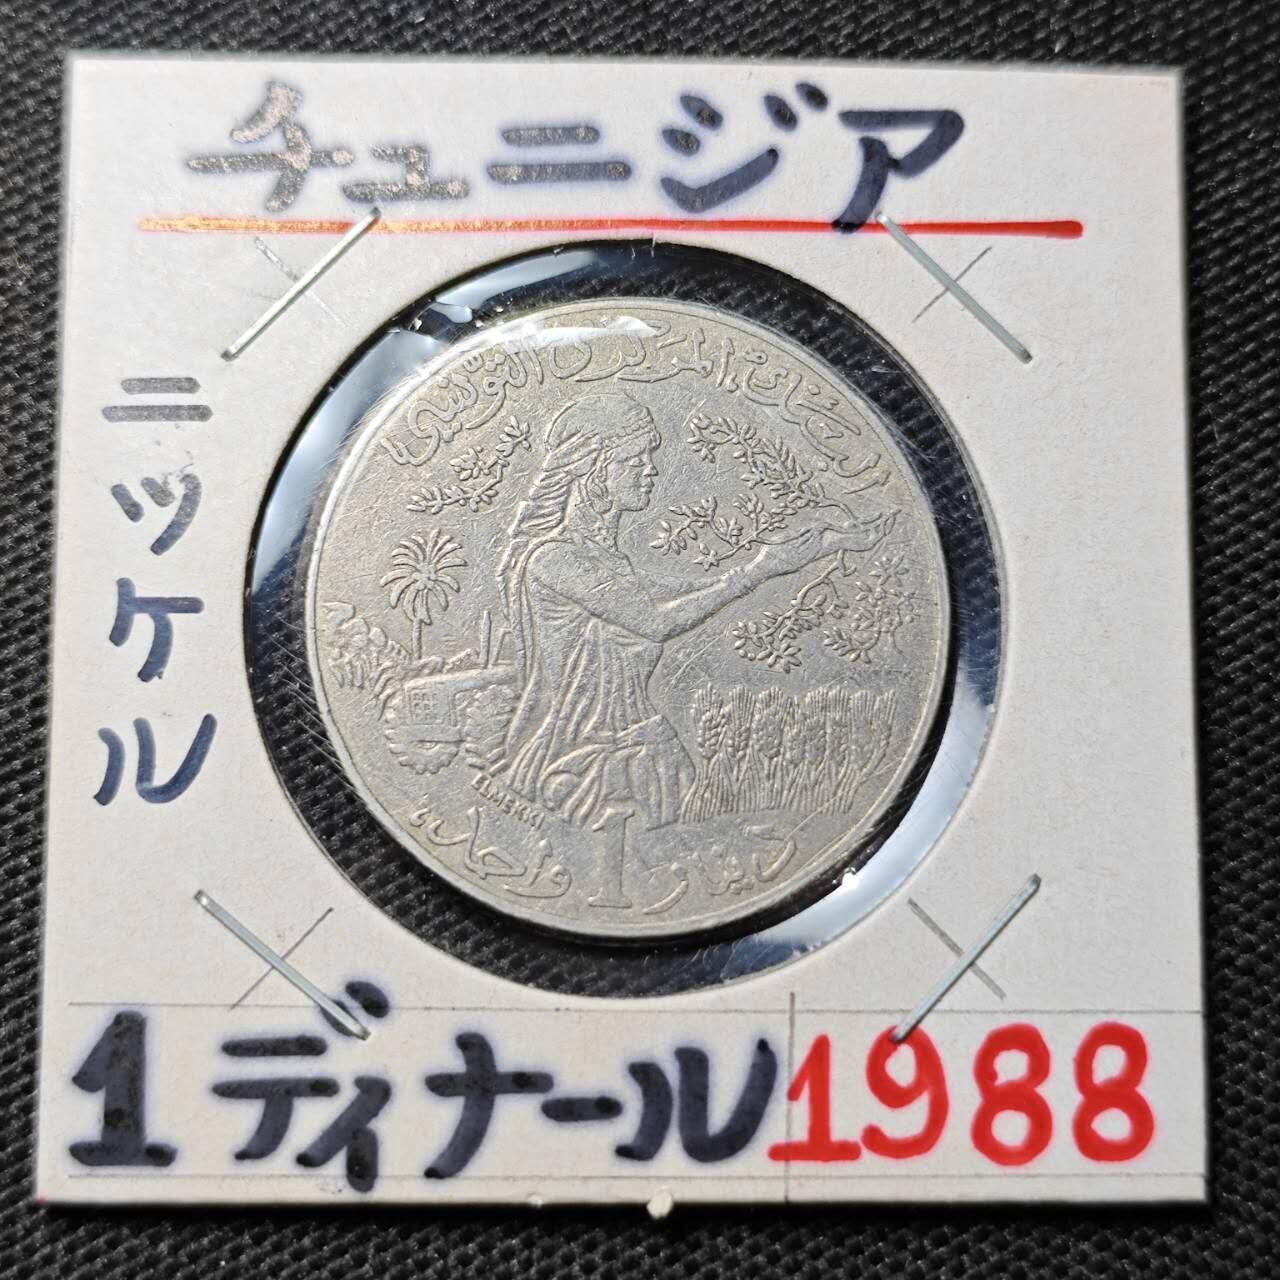 チュニジア
ニッケル
البنك المركزي التونسي
ELMEKKI
1 دينار واحد
1ディナール 1988